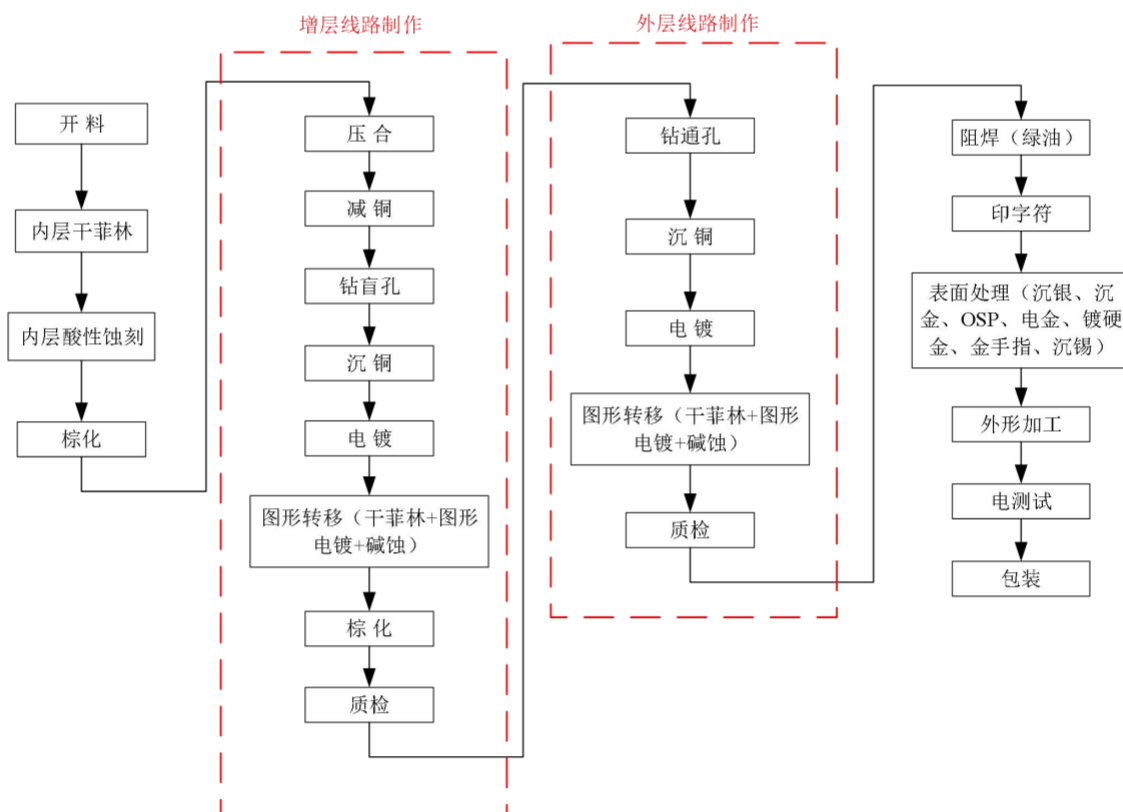 开 料
内层干菲林
内层酸性蚀刻
棕化
增层线路制作
压 合
减 铜
钻盲孔
沉 铜
电 镀
图形转移（干菲林+图形
电镀+碱蚀）
棕 化
质检
外层线路制作
钻通孔
沉 铜
电 镀
图形转移（干菲林+图形
电镀+碱蚀）
质检
阻焊（绿油）
印字符
表面处理（沉银、沉
金、OSP、电金、镀硬
金、金手指、沉锡）
外形加工
电测试
包装